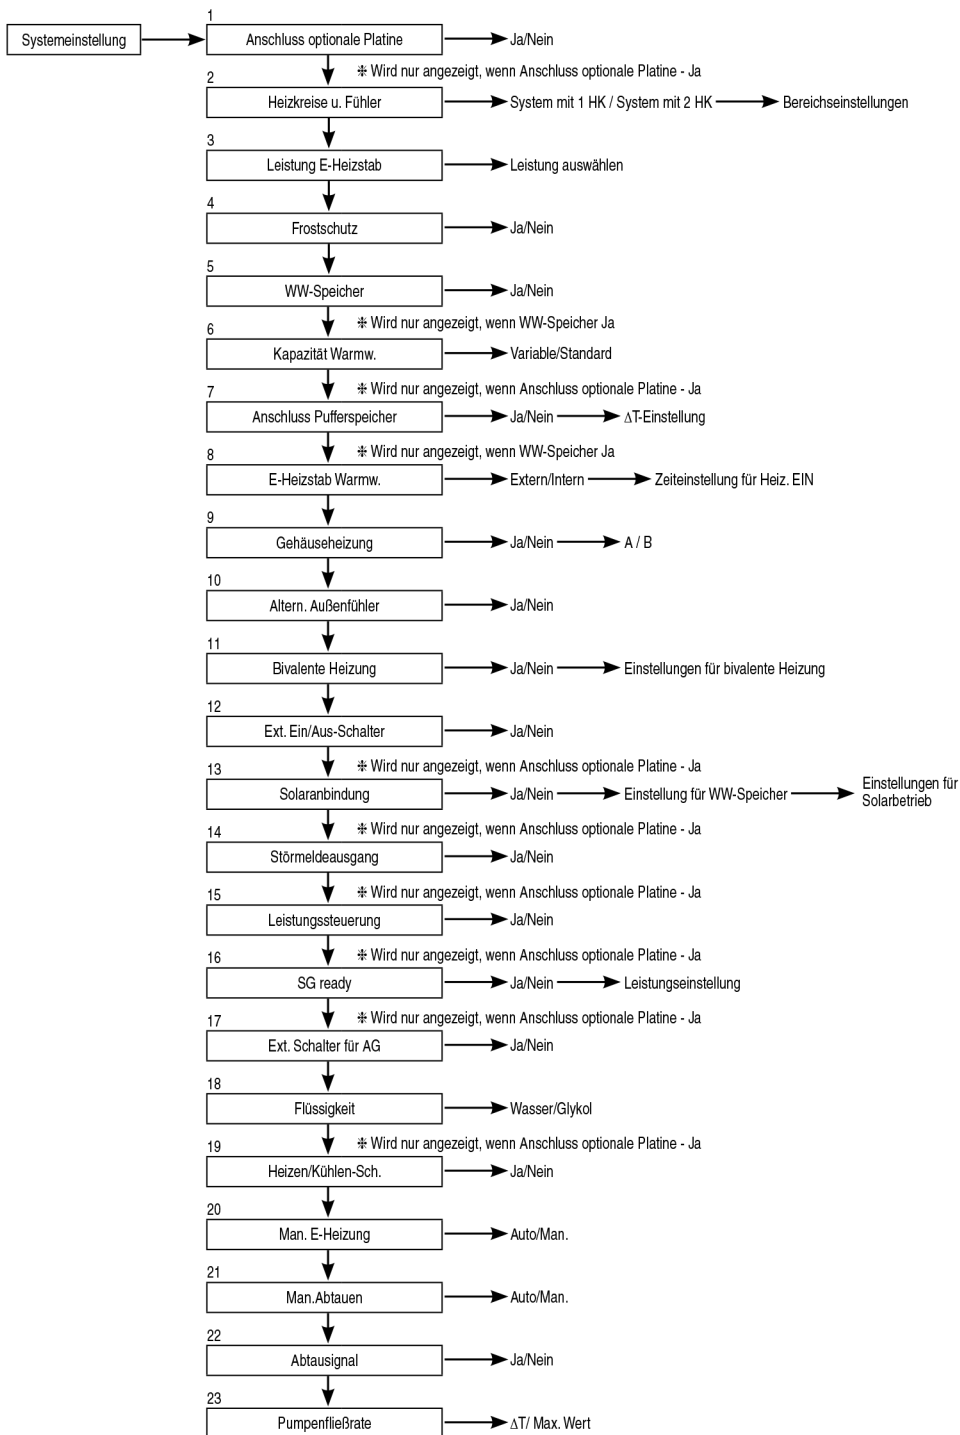 1
Systemeinstellung
Anschluss optionale Platine
Ja/Nein
❉ Wird nur angezeigt, wenn Anschluss optionale Platine - Ja
2
Heizkreise u. Fühler
System mit 1 HK / System mit 2 HK
Bereichseinstellungen
3
Leistung E-Heizstab
Leistung auswählen
4
Frostschutz
Ja/Nein
5
WW-Speicher
Ja/Nein
❉ Wird nur angezeigt, wenn WW-Speicher Ja
6
Kapazität Warmw.
Variable/Standard
❉ Wird nur angezeigt, wenn Anschluss optionale Platine - Ja
7
Anschluss Pufferspeicher
Ja/Nein
ΔT-Einstellung
❉ Wird nur angezeigt, wenn WW-Speicher Ja
8
E-Heizstab Warmw.
Extern/Intern
Zeiteinstellung für Heiz. EIN
9
Gehäuseheizung
Ja/Nein
A / B
10
Altern. Außenfühler
Ja/Nein
11
Bivalente Heizung
Ja/Nein
Einstellungen für bivalente Heizung
12
Ext. Ein/Aus-Schalter
Ja/Nein
❉ Wird nur angezeigt, wenn Anschluss optionale Platine - Ja
13
Solaranbindung
Ja/Nein
Einstellung für WW-Speicher
Einstellungen für
Solarbetrieb
❉ Wird nur angezeigt, wenn Anschluss optionale Platine - Ja
14
Störmeldeausgang
Ja/Nein
❉ Wird nur angezeigt, wenn Anschluss optionale Platine - Ja
15
Leistungssteuerung
Ja/Nein
❉ Wird nur angezeigt, wenn Anschluss optionale Platine - Ja
16
SG ready
Ja/Nein
Leistungseinstellung
❉ Wird nur angezeigt, wenn Anschluss optionale Platine - Ja
17
Ext. Schalter für AG
Ja/Nein
18
Flüssigkeit
Wasser/Glykol
❉ Wird nur angezeigt, wenn Anschluss optionale Platine - Ja
19
Heizen/Kühlen-Sch.
Ja/Nein
20
Man. E-Heizung
Auto/Man.
21
Man.Abtauen
Auto/Man.
22
Abtausignal
Ja/Nein
23
Pumpenfließrate
ΔT/ Max. Wert